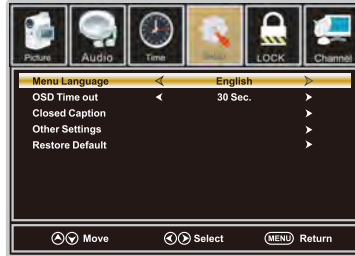 Picture Audio Time Setup LOCK Channel
Menu Language English
OSD Time out 30 Sec.
Closed Caption
Other Settings
Restore Default
Move Select MENU Return